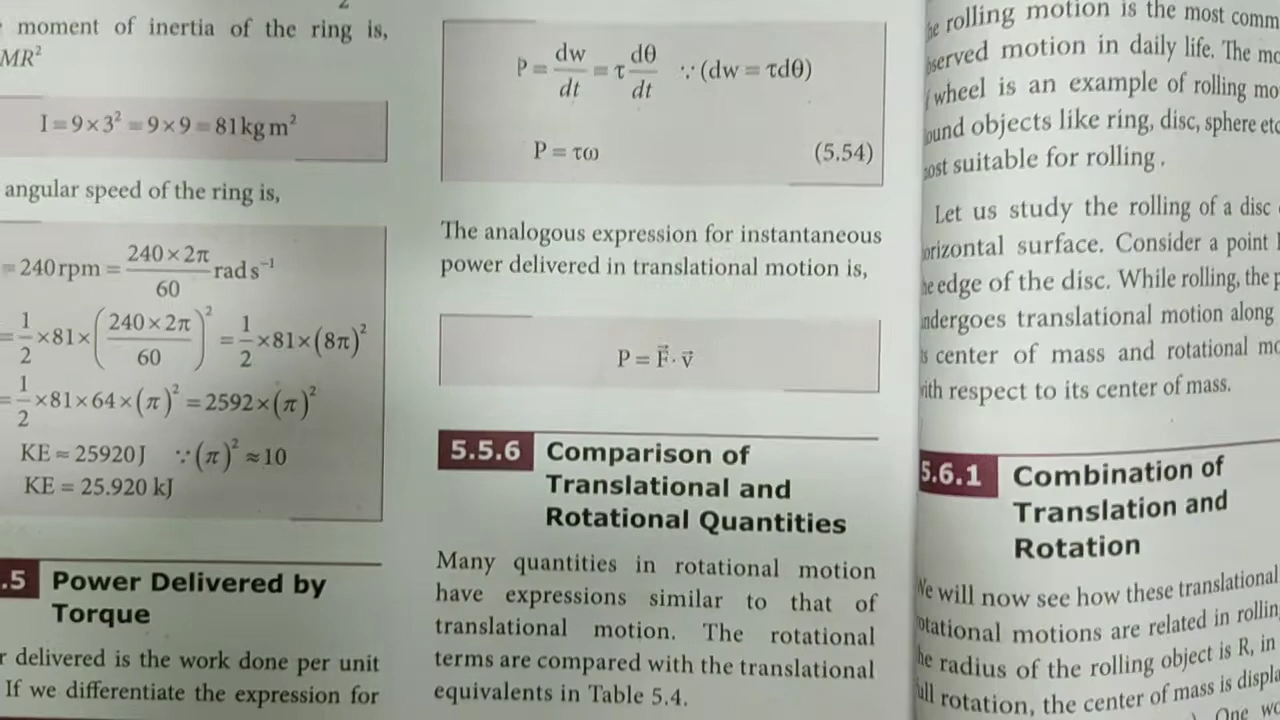 moment of inertia of the ring is,
MR²
I = 9 × 3² = 9 × 9 = 81 kg m²
angular speed of the ring is,
= 240 rpm = 240 × 2π / 60 rad s⁻¹
= 1/2 × 81 × (240 × 2π / 60)² = 1/2 × 81 × (8π)²
= 1/2 × 81 × 64 × (π)² = 2592 × (π)²
KE ≈ 25920 J ∵ (π)² ≈ 10
KE = 25.920 kJ
.5 Power Delivered by
Torque
delivered is the work done per unit
If we differentiate the expression for
P = dw/dt = τ dθ/dt ∵ (dw = τdθ)
P = τω (5.54)
The analogous expression for instantaneous
power delivered in translational motion is,
P = F⃗ · v⃗
5.5.6 Comparison of
Translational and
Rotational Quantities
Many quantities in rotational motion
have expressions similar to that of
translational motion. The rotational
terms are compared with the translational
equivalents in Table 5.4.
rolling motion is the most comm
motion in daily life. The
wheel is an example of rolling mo
objects like ring, disc, sphere etc
suitable for rolling.
Let us study the rolling of a disc
surface. Consider a point
edge of the disc. While rolling, the
translational motion along
center of mass and rotational
respect to its center of mass.
5.6.1 Combination of
Translation and
Rotation
We will now see how these translational
motions are related in rollin
radius of the rolling object is R, in
rotation, the center of mass is displa
One